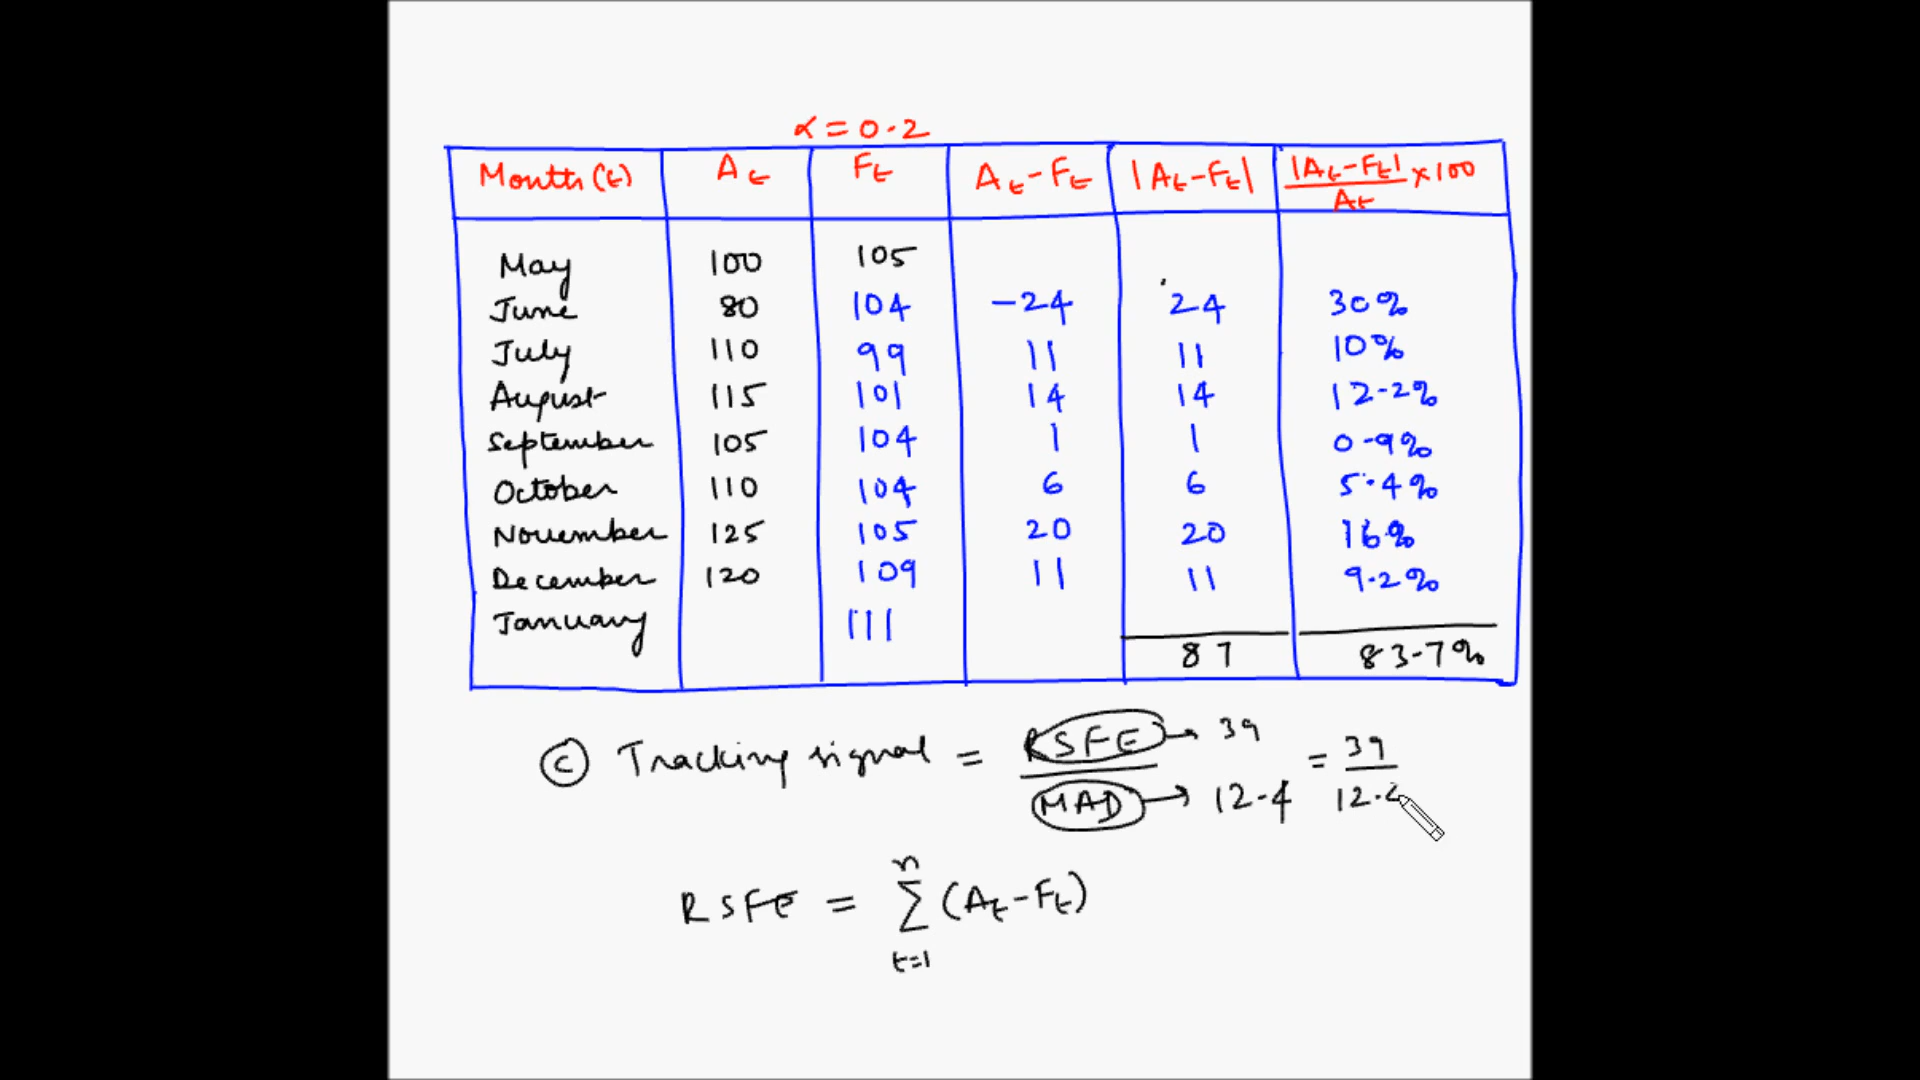 α = 0.2
Month (t) At Ft At-Ft |At-Ft| |At-Ft|/At ×100
May 100 105
June 80 104 -24 24 30%
July 110 99 11 11 10%
August 115 101 14 14 12.2%
September 105 104 1 1 0.9%
October 110 104 6 6 5.4%
November 125 105 20 20 16%
December 120 109 11 11 9.2%
January 111
87 83.7%
(c) Tracking signal = RSFE → 39 / MAD → 12.4 = 39 / 12.4
RSFE = n Σ t=1 (At-Ft)